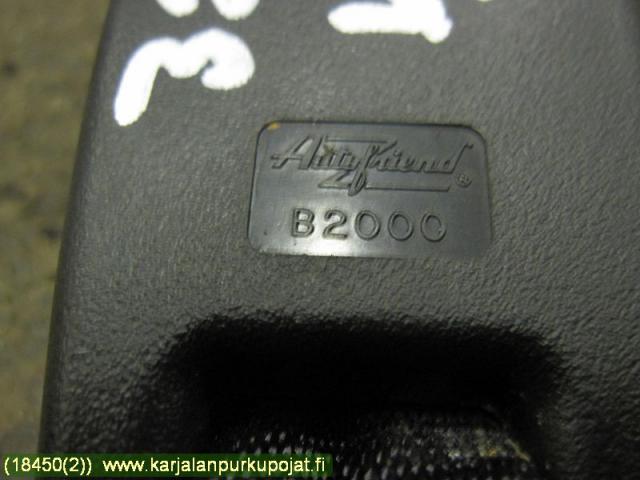 AutoFriend®
B2000
(18450(2)) www.karjalanpurkupojat.fi